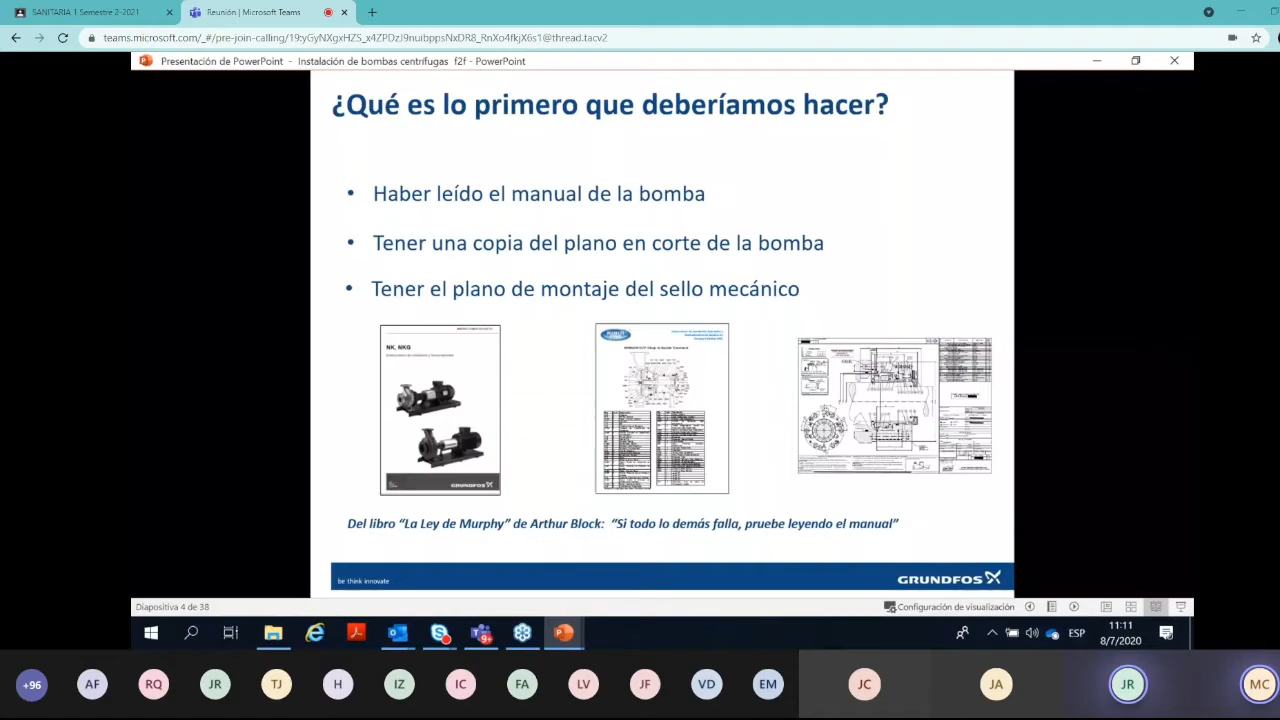 SANITARIA 1 Semestre 2-2021
Reunión | Microsoft Teams
teams.microsoft.com/_#/pre-join-calling/19:yGyNXgxHZS_x4ZPDzJ9nuibppsNxDR8_RnXo4fkjX6s1@thread.tacv2
Presentación de PowerPoint - Instalación de bombas centrífugas f2f - PowerPoint
¿Qué es lo primero que deberíamos hacer?
• Haber leído el manual de la bomba
• Tener una copia del plano en corte de la bomba
• Tener el plano de montaje del sello mecánico
NK, NKG
GRUNDFOS
Del libro “La Ley de Murphy” de Arthur Block: “Si todo lo demás falla, pruebe leyendo el manual”
be think innovate
GRUNDFOS
Diapositiva 4 de 38
Configuración de visualización
9+
ESP
11:11
8/7/2020
+96
AF
RQ
JR
TJ
H
IZ
IC
FA
LV
JF
VD
EM
JC
JA
JR
MC